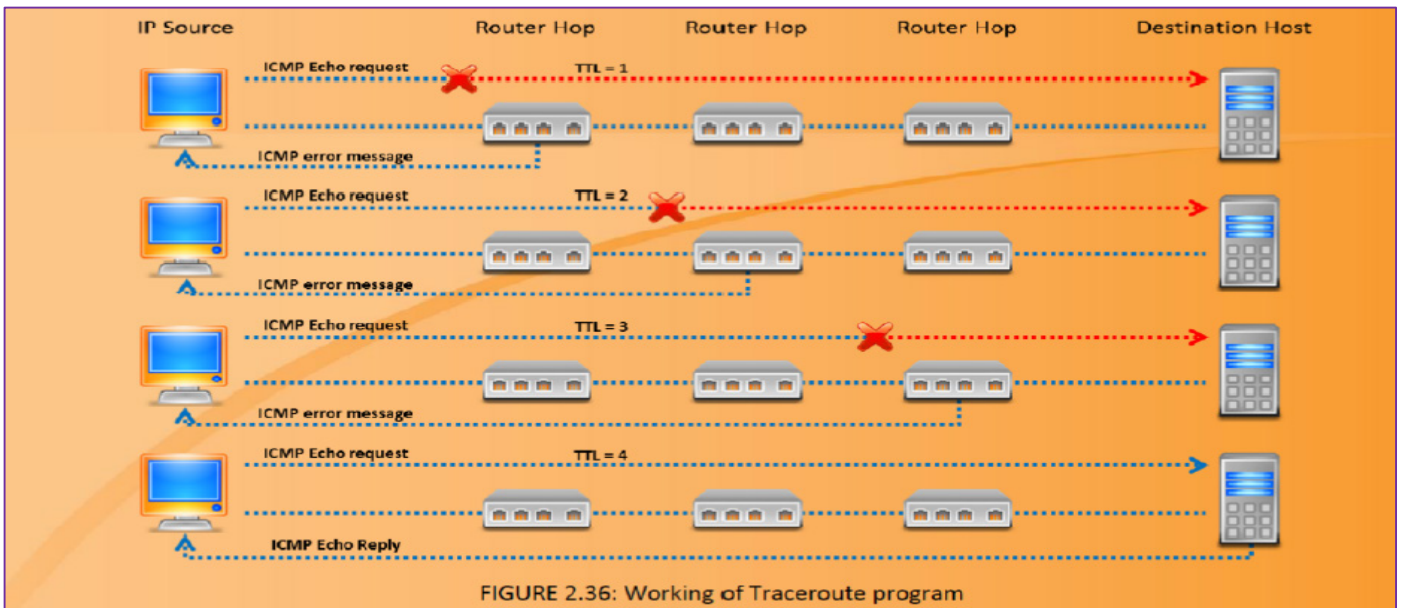 IP Source Router Hop Router Hop Router Hop Destination Host
ICMP Echo request TTL = 1
ICMP error message
ICMP Echo request TTL = 2
ICMP error message
ICMP Echo request TTL = 3
ICMP error message
ICMP Echo request TTL = 4
ICMP Echo Reply
FIGURE 2.36: Working of Traceroute program